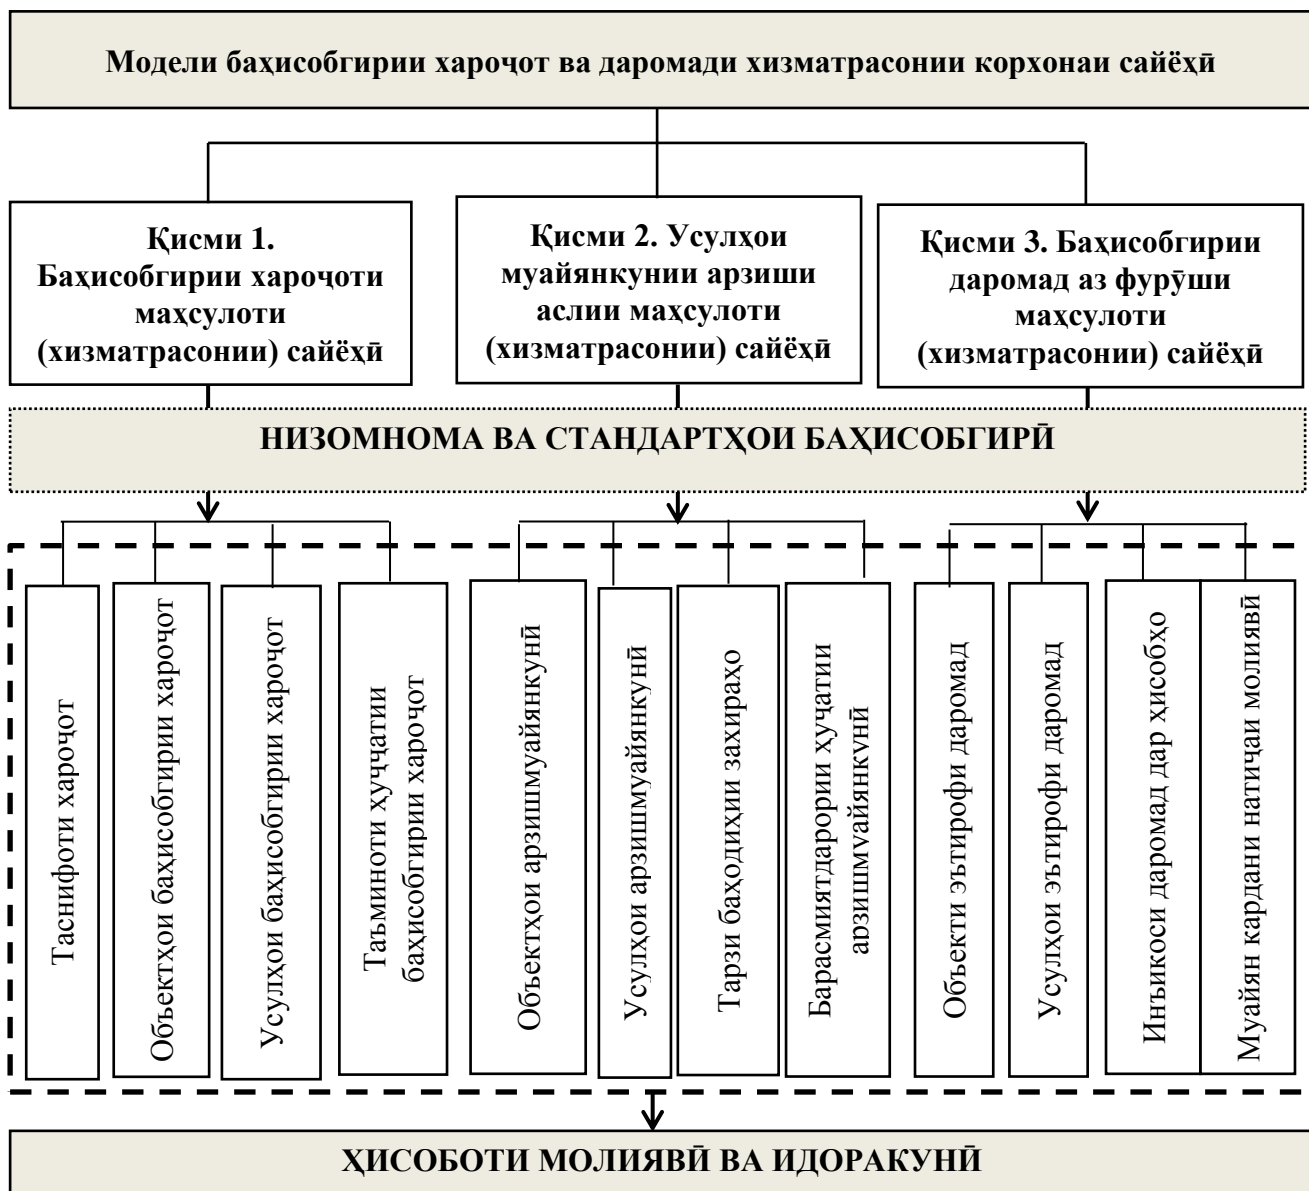 Модели баҳисобгирии хароҷот ва даромади хизматрасонии корхонаи сайёҳӣ
Қисми 1.
Баҳисобгирии хароҷоти
маҳсулоти
(хизматрасонии) сайёҳӣ
Қисми 2. Усулҳои
муайянкунии арзиши
аслии маҳсулоти
(хизматрасонии) сайёҳӣ
Қисми 3. Баҳисобгирии
даромад аз фурӯши
маҳсулоти
(хизматрасонии) сайёҳӣ
НИЗОМНОМА ВА СТАНДАРТҲОИ БАҲИСОБГИРӢ
Таснифоти хароҷот
Объектҳои баҳисобгирии хароҷот
Усулҳои баҳисобгирии хароҷот
Таъминоти ҳуҷҷатии
баҳисобгирии хароҷот
Объектҳои арзишмуайянкунӣ
Усулҳои арзишмуайянкунӣ
Тарзи баҳодиҳии захираҳо
Барасмиятдарории ҳуҷатии
арзишмуайянкунӣ
Объекти эътирофи даромад
Усулҳои эътирофи даромад
Инъикоси даромад дар ҳисобҳо
Муайян кардани натиҷаи молиявӣ
ҲИСОБОТИ МОЛИЯВӢ ВА ИДОРАКУНӢ